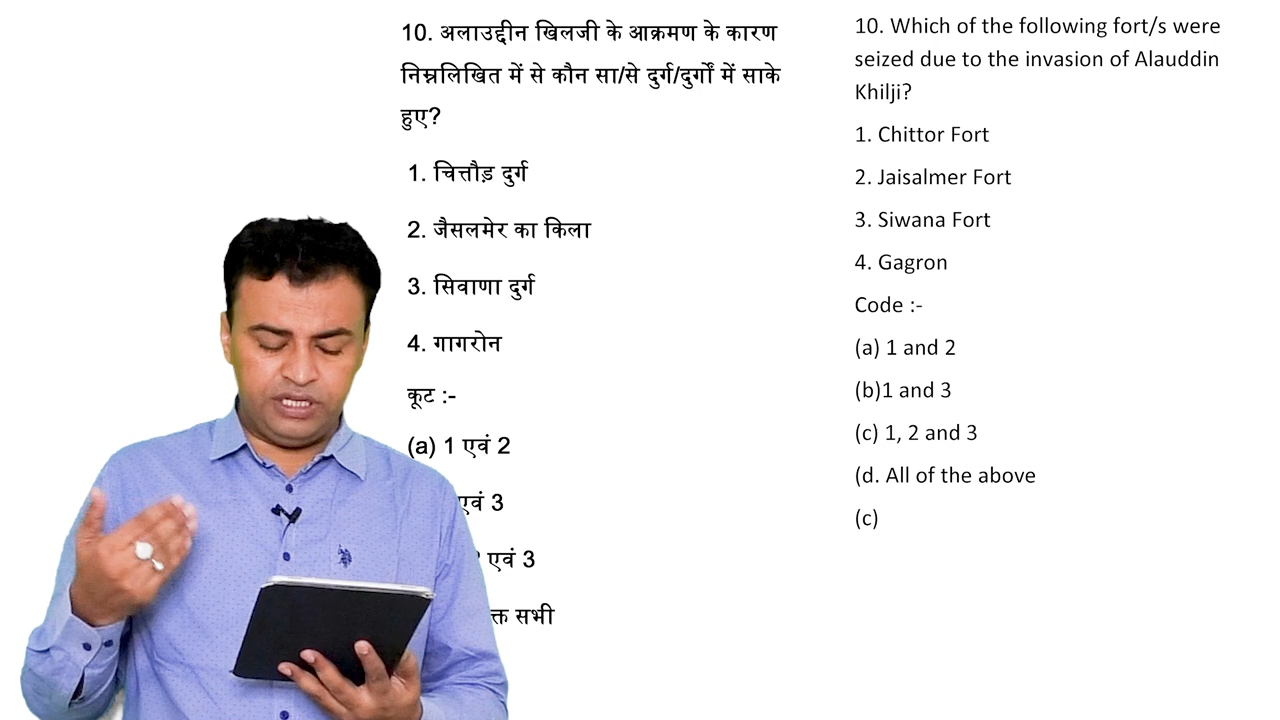 10. अलाउद्दीन खिलजी के आक्रमण के कारण
निम्नलिखित में से कौन सा/से दुर्ग/दुर्गों में साके
हुए?
1. चित्तौड़ दुर्ग
2. जैसलमेर का किला
3. सिवाणा दुर्ग
4. गागरोन
कूट :-
(a) 1 एवं 2
एवं 3
एवं 3
सभी
10. Which of the following fort/s were
seized due to the invasion of Alauddin
Khilji?
1. Chittor Fort
2. Jaisalmer Fort
3. Siwana Fort
4. Gagron
Code :-
(a) 1 and 2
(b)1 and 3
(c) 1, 2 and 3
(d. All of the above
(c)